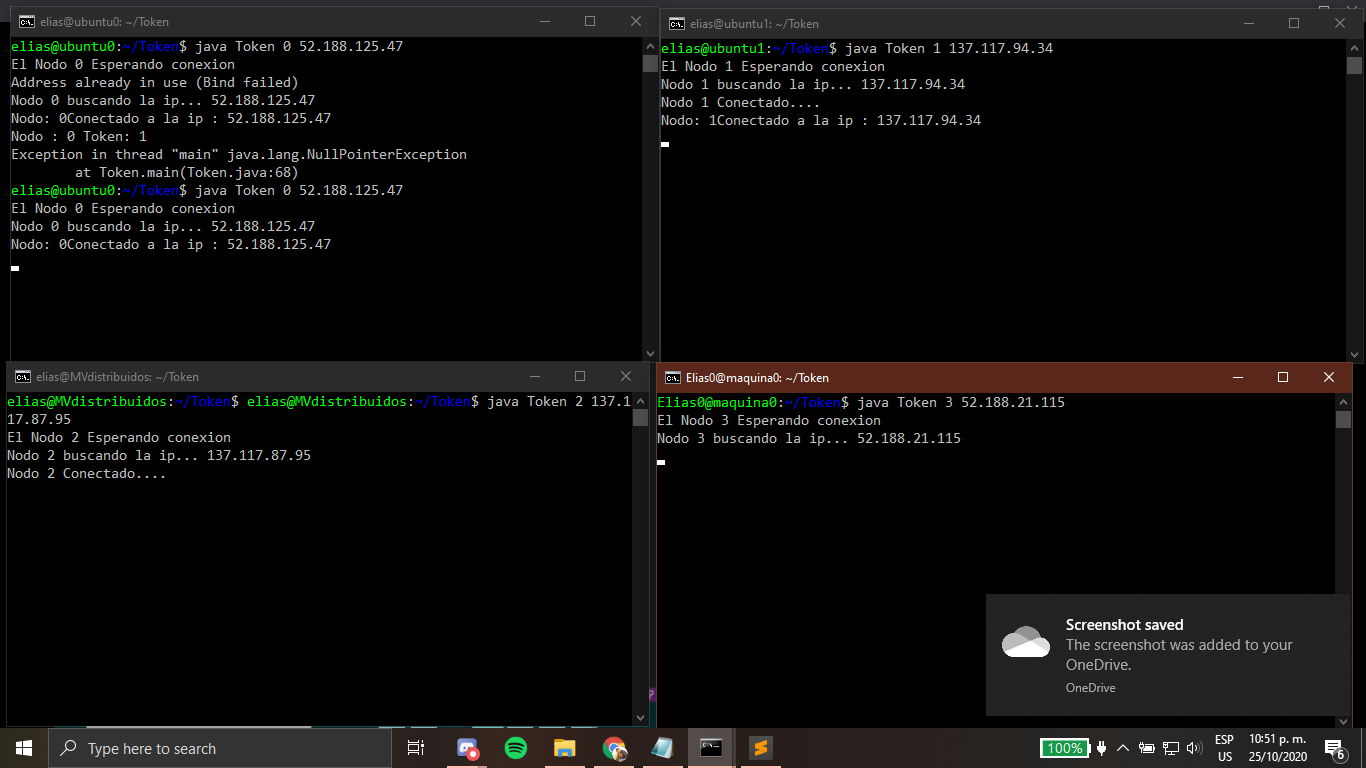 elias@ubuntu0: ~/Token
elias@ubuntu0:~/Token$ java Token 0 52.188.125.47
El Nodo 0 Esperando conexion
Address already in use (Bind failed)
Nodo 0 buscando la ip... 52.188.125.47
Nodo: 0Conectado a la ip : 52.188.125.47
Nodo : 0 Token: 1
Exception in thread "main" java.lang.NullPointerException
at Token.main(Token.java:68)
elias@ubuntu0:~/Token$ java Token 0 52.188.125.47
El Nodo 0 Esperando conexion
Nodo 0 buscando la ip... 52.188.125.47
Nodo: 0Conectado a la ip : 52.188.125.47
elias@ubuntu1: ~/Token
elias@ubuntu1:~/Token$ java Token 1 137.117.94.34
El Nodo 1 Esperando conexion
Nodo 1 buscando la ip... 137.117.94.34
Nodo 1 Conectado....
Nodo: 1Conectado a la ip : 137.117.94.34
elias@MVdistribuidos: ~/Token
elias@MVdistribuidos:~/Token$ elias@MVdistribuidos:~/Token$ java Token 2 137.1
17.87.95
El Nodo 2 Esperando conexion
Nodo 2 buscando la ip... 137.117.87.95
Nodo 2 Conectado....
Elias0@maquina0: ~/Token
Elias0@maquina0:~/Token$ java Token 3 52.188.21.115
El Nodo 3 Esperando conexion
Nodo 3 buscando la ip... 52.188.21.115
Screenshot saved
The screenshot was added to your
OneDrive.
OneDrive
Type here to search
100%
ESP
US
10:51 p. m.
25/10/2020
6